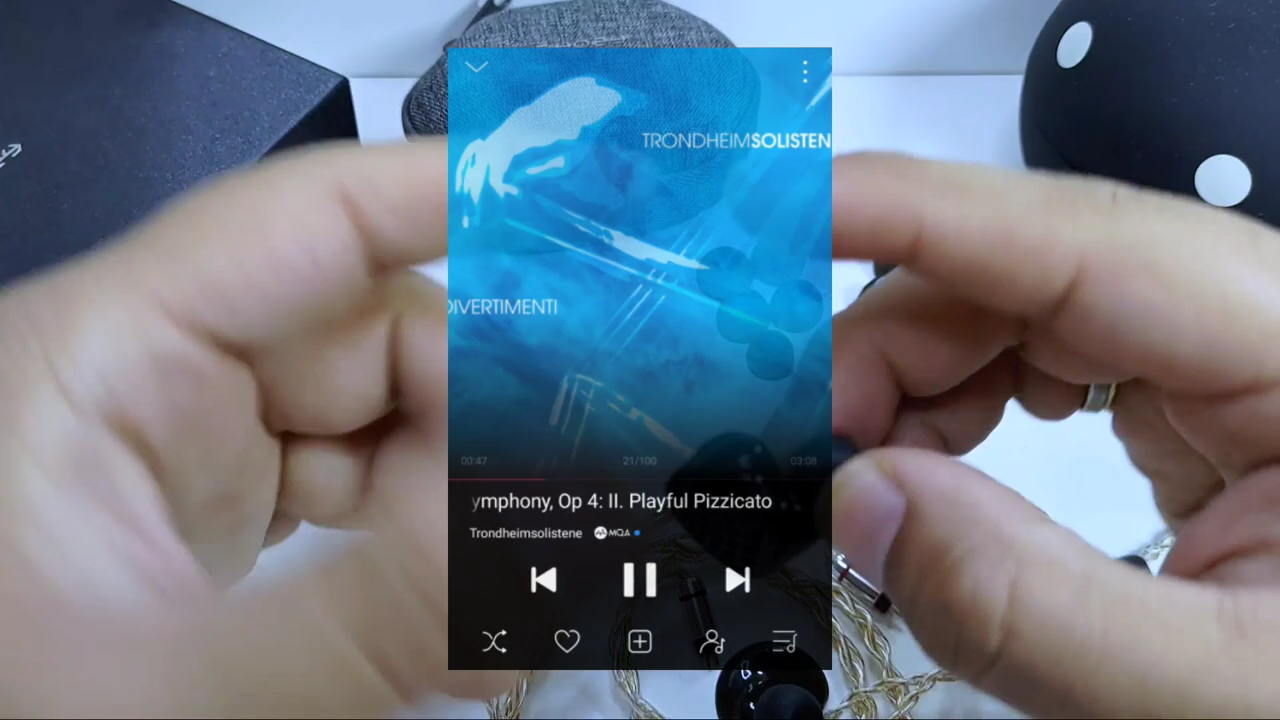 TRONDHEIMSOLISTEN
DIVERTIMENTI
00:47 21/100 03:08
ymphony, Op 4: II. Playful Pizzicato
Trondheimsolistene MQA